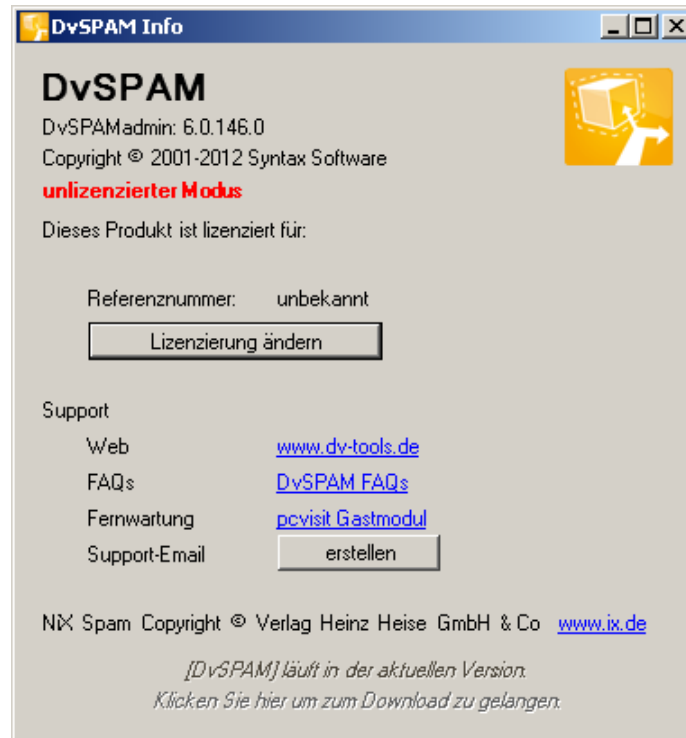 DvSPAM Info
DvSPAM
DvSPAMadmin: 6.0.146.0
Copyright © 2001-2012 Syntax Software
unlizenzierter Modus
Dieses Produkt ist lizenziert für:
Referenznummer: unbekannt
Lizenzierung ändern
Support
Web www.dv-tools.de
FAQs DvSPAM FAQs
Fernwartung pcvisit Gastmodul
Support-Email erstellen
NiX Spam Copyright © Verlag Heinz Heise GmbH & Co www.ix.de
[DvSPAM] läuft in der aktuellen Version.
Klicken Sie hier um zum Download zu gelangen.